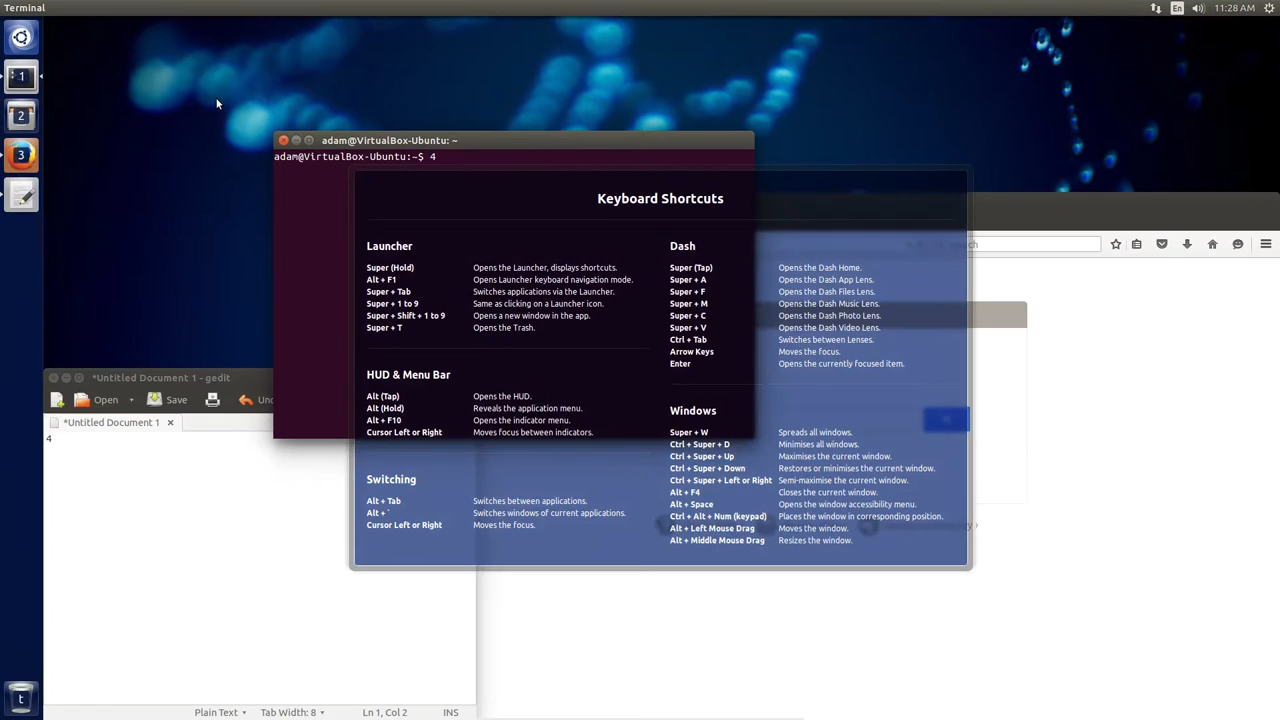 Terminal
En
11:28 AM
1
2
3
t
adam@VirtualBox-Ubuntu: ~
adam@VirtualBox-Ubuntu:~$ 4
Keyboard Shortcuts
Launcher
Super (Hold) Opens the Launcher, displays shortcuts.
Alt + F1 Opens Launcher keyboard navigation mode.
Super + Tab Switches applications via the Launcher.
Super + 1 to 9 Same as clicking on a Launcher icon.
Super + Shift + 1 to 9 Opens a new window in the app.
Super + T Opens the Trash.
HUD & Menu Bar
Alt (Tap) Opens the HUD.
Alt (Hold) Reveals the application menu.
Alt + F10 Opens the indicator menu.
Cursor Left or Right Moves focus between indicators.
Switching
Alt + Tab Switches between applications.
Alt + ` Switches windows of current applications.
Cursor Left or Right Moves the focus.
Dash
Super (Tap) Opens the Dash Home.
Super + A Opens the Dash App Lens.
Super + F Opens the Dash Files Lens.
Super + M Opens the Dash Music Lens.
Super + C Opens the Dash Photo Lens.
Super + V Opens the Dash Video Lens.
Ctrl + Tab Switches between Lenses.
Arrow Keys Moves the focus.
Enter Opens the currently focused item.
Windows
Super + W Spreads all windows.
Ctrl + Super + D Minimises all windows.
Ctrl + Super + Up Maximises the current window.
Ctrl + Super + Down Restores or minimises the current window.
Ctrl + Super + Left or Right Semi-maximise the current window.
Alt + F4 Closes the current window.
Alt + Space Opens the window accessibility menu.
Ctrl + Alt + Num (keypad) Places the window in corresponding position.
Alt + Left Mouse Drag Moves the window.
Alt + Middle Mouse Drag Resizes the window.
*Untitled Document 1 - gedit
Open Save
*Untitled Document 1
4
Plain Text Tab Width: 8 Ln 1, Col 2 INS